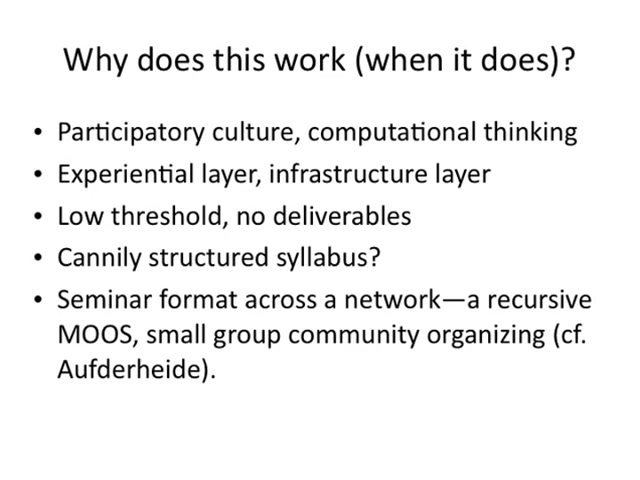 Why does this work (when it does)?
• Participatory culture, computational thinking
• Experiential layer, infrastructure layer
• Low threshold, no deliverables
• Cannily structured syllabus?
• Seminar format across a network—a recursive
MOOS, small group community organizing (cf.
Aufderheide).